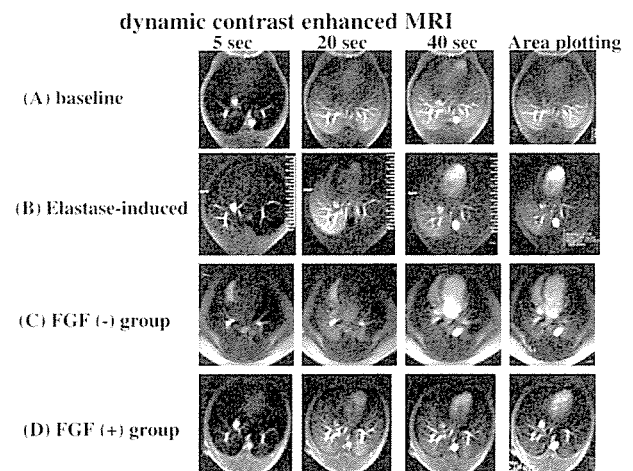 dynamic contrast enhanced MRI
5 sec 20 sec 40 sec Area plotting
(A) baseline
(B) Elastase-induced
(C) FGF (-) group
(D) FGF (+) group